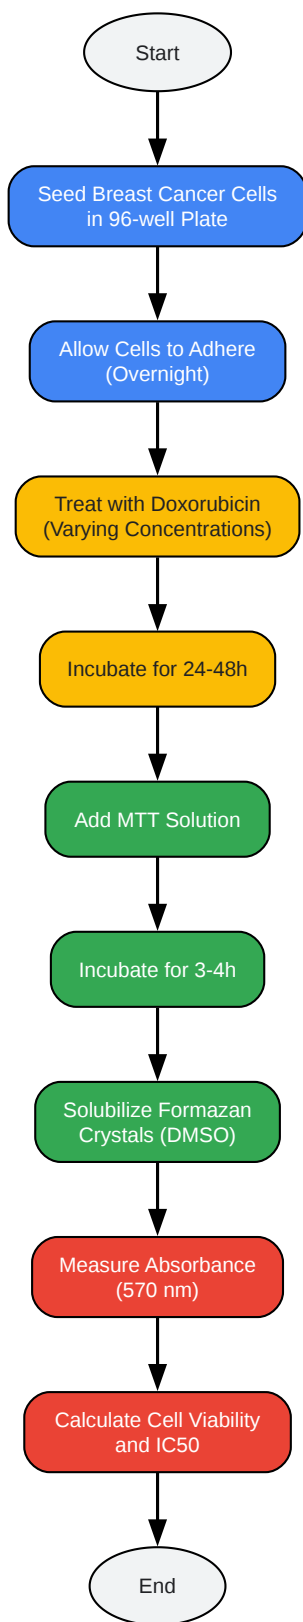 Start
Seed Breast Cancer Cells
in 96-well Plate
Allow Cells to Adhere
(Overnight)
Treat with Doxorubicin
(Varying Concentrations)
Incubate for 24-48h
Add MTT Solution
Incubate for 3-4h
Solubilize Formazan
Crystals (DMSO)
Measure Absorbance
(570 nm)
Calculate Cell Viability
and IC50
End